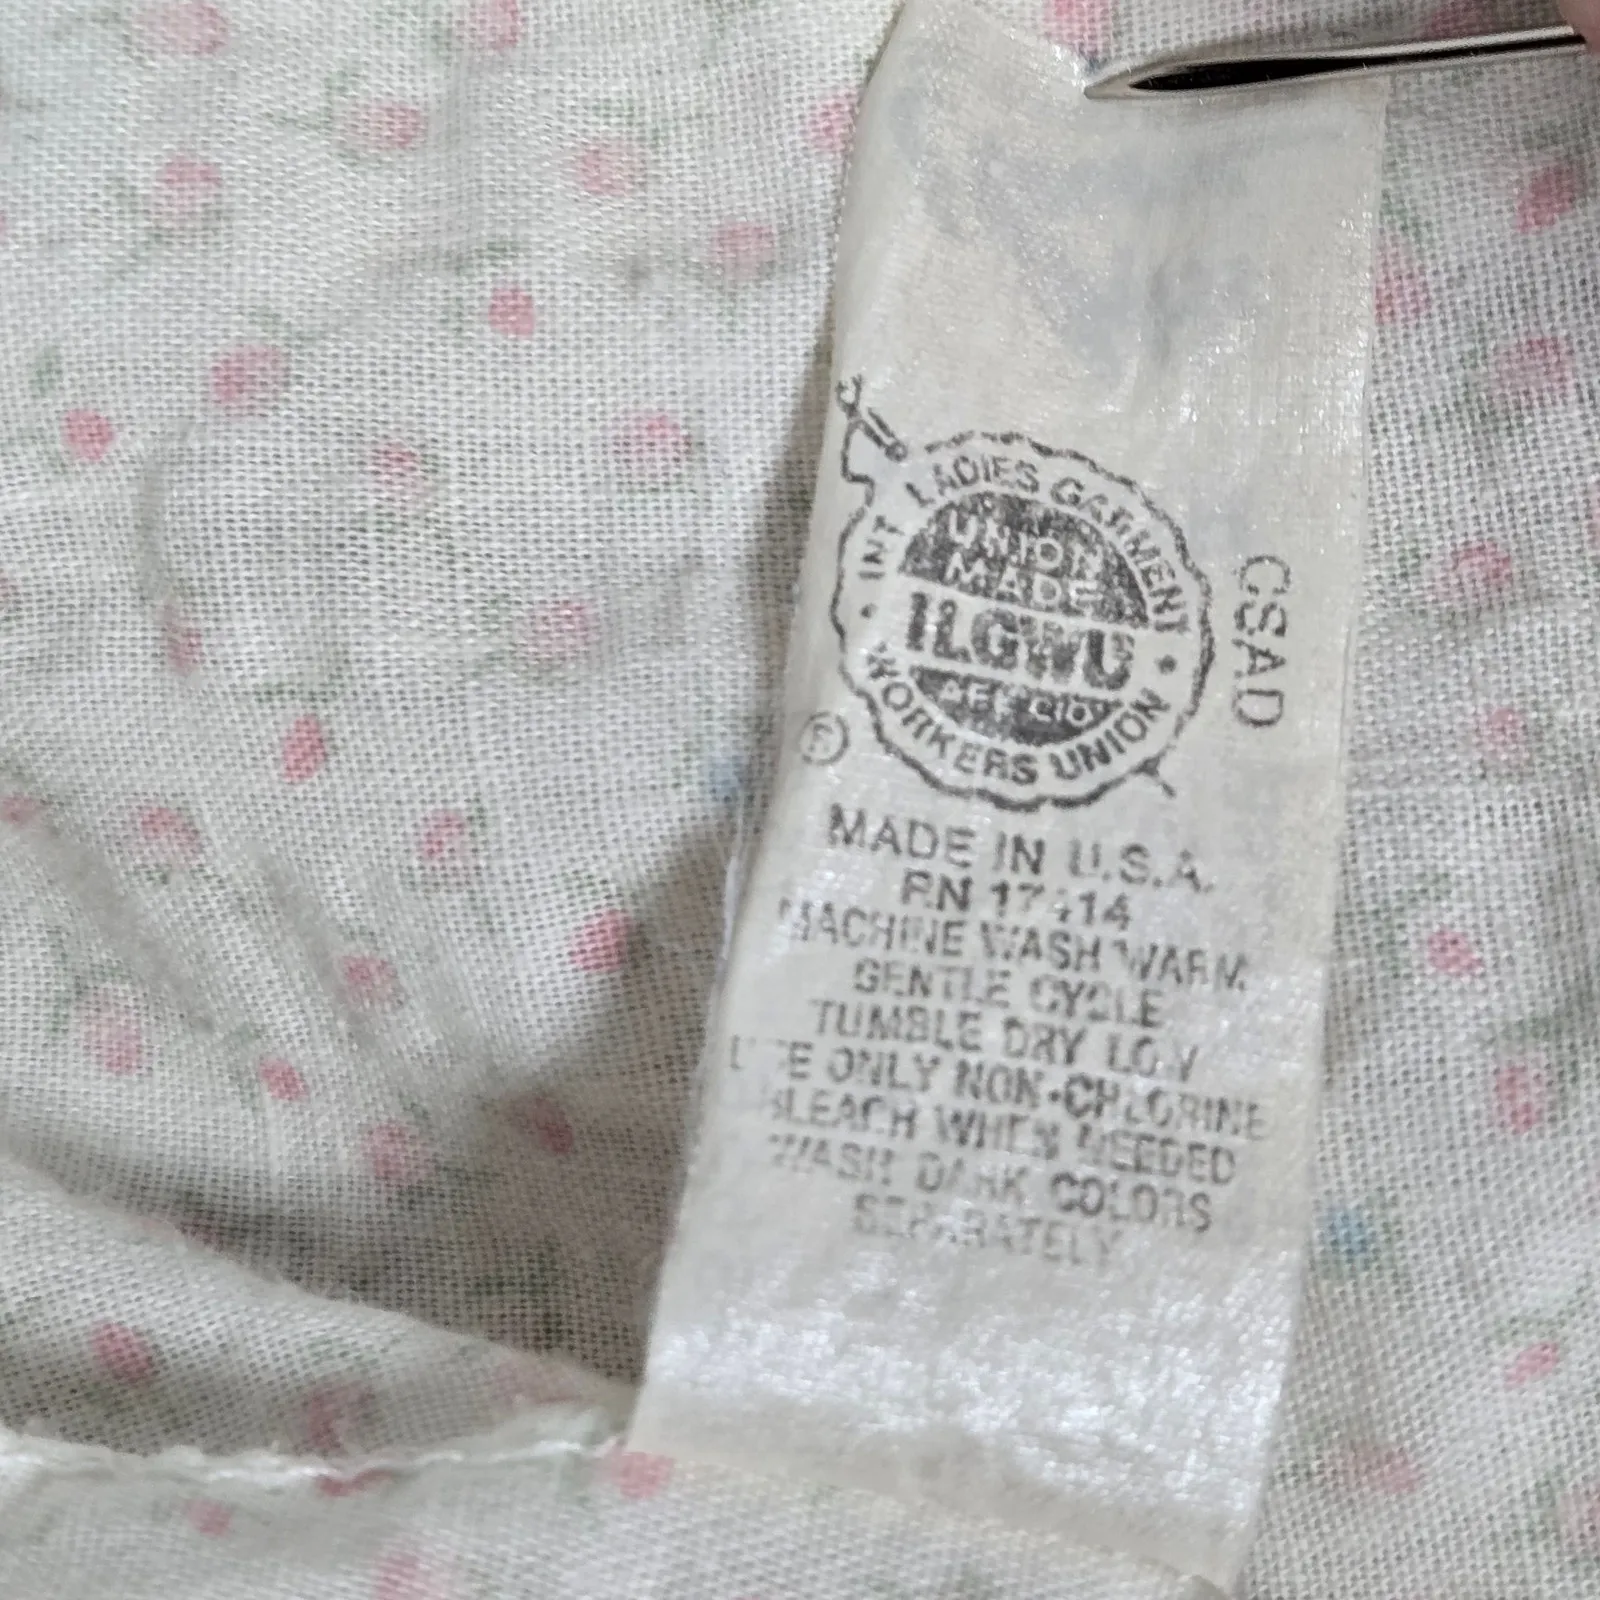 INT LADIES GARMENT
UNION
MADE
ILGWU
AFL CIO
WORKERS UNION
R
CSAD
MADE IN U.S.A.
RN
MACHINE WASH WARM
GENTLE CYCLE
TUMBLE DRY LOW
ONLY NON-CHLORINE
BLEACH WHEN NEEDED
WASH DARK COLORS
SEPARATELY